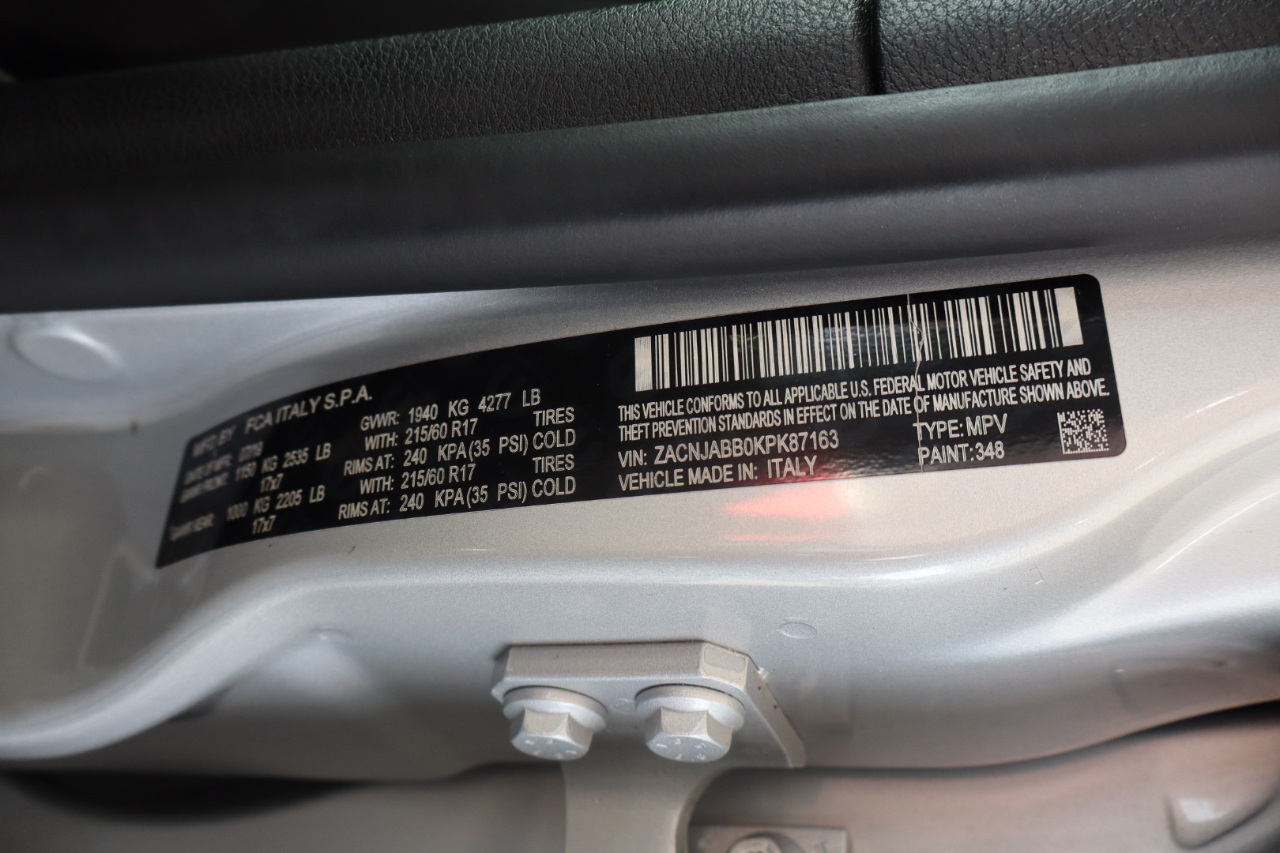 MFD BY FCA ITALY S.P.A.
DATE OF MFR: 07/19 GVWR: 1940 KG 4277 LB
GAWR FRONT: 1150 KG 2535 LB WITH: 215/60 R17 TIRES
17x7 RIMS AT: 240 KPA(35 PSI) COLD
GAWR REAR: 1000 KG 2205 LB WITH: 215/60 R17 TIRES
17x7 RIMS AT: 240 KPA(35 PSI) COLD
THIS VEHICLE CONFORMS TO ALL APPLICABLE U.S. FEDERAL MOTOR VEHICLE SAFETY AND
THEFT PREVENTION STANDARDS IN EFFECT ON THE DATE OF MANUFACTURE SHOWN ABOVE.
VIN: ZACNJABB0KPK87163 TYPE: MPV
VEHICLE MADE IN: ITALY PAINT: 348